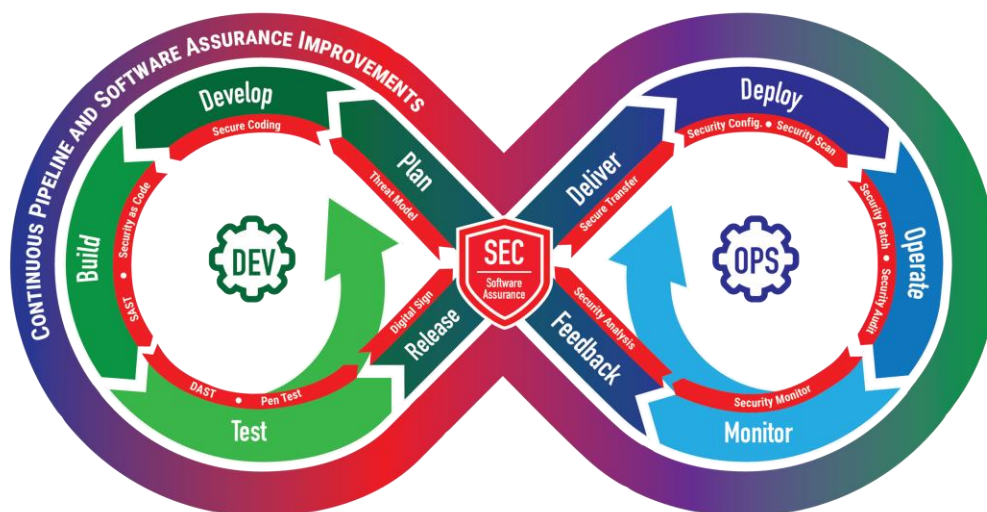 CONTINUOUS PIPELINE AND SOFTWARE ASSURANCE IMPROVEMENTS
Plan
Threat Model
Develop
Secure Coding
Build
Security as Code
SAST
Test
DAST
Pen Test
Release
Digital Sign
DEV
SEC
Software
Assurance
Deliver
Secure Transfer
Deploy
Security Config. ● Security Scan
Operate
Security Patch ● Security Audit
Monitor
Security Monitor
Feedback
Security Analysis
OPS